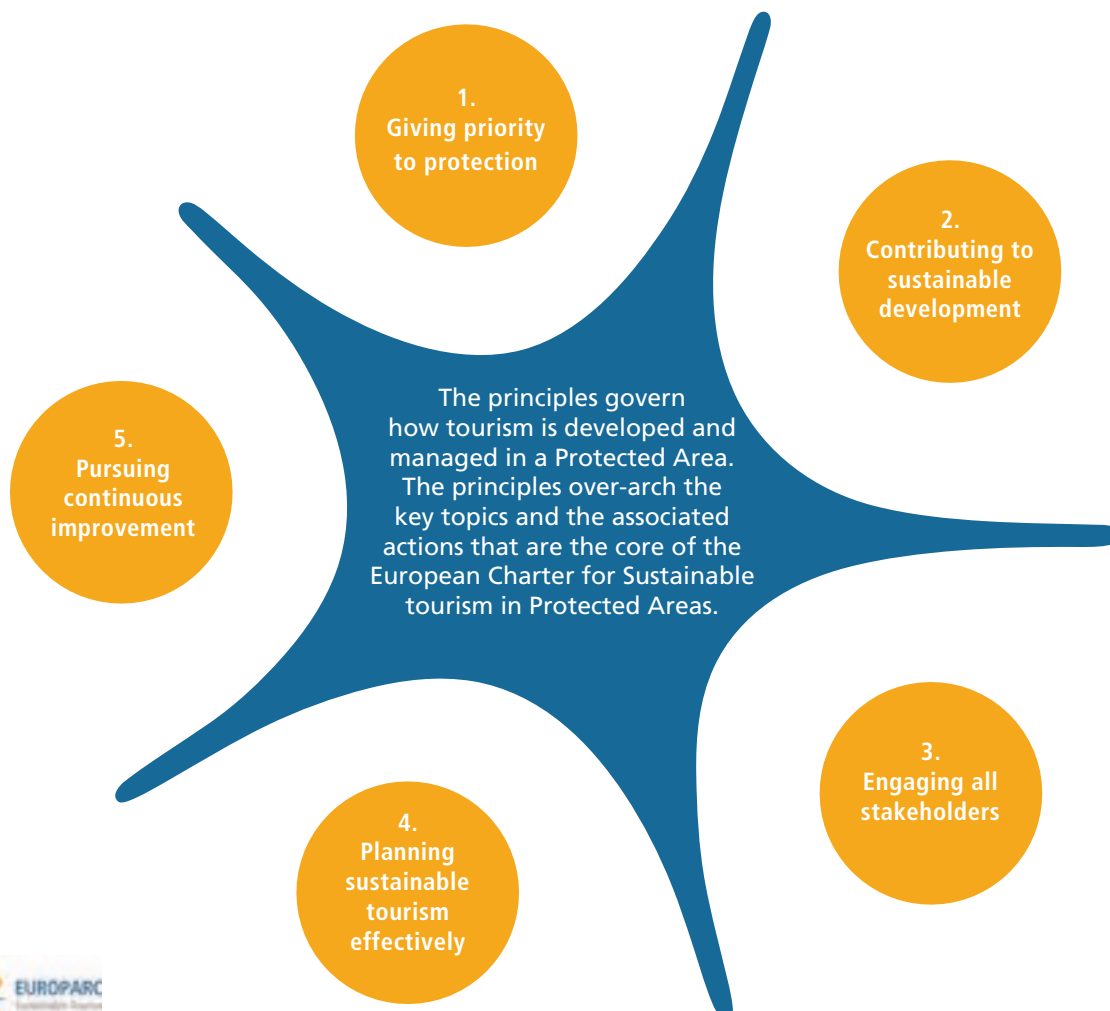 1.
Giving priority
to protection
2.
Contributing to
sustainable
development
The principles govern
how tourism is developed and
managed in a Protected Area.
The principles over-arch the
key topics and the associated
actions that are the core of the
European Charter for Sustainable
tourism in Protected Areas.
5.
Pursuing
continuous
improvement
3.
Engaging all
stakeholders
4.
Planning
sustainable
tourism
effectively
EUROPARC
Sustainable Tourism